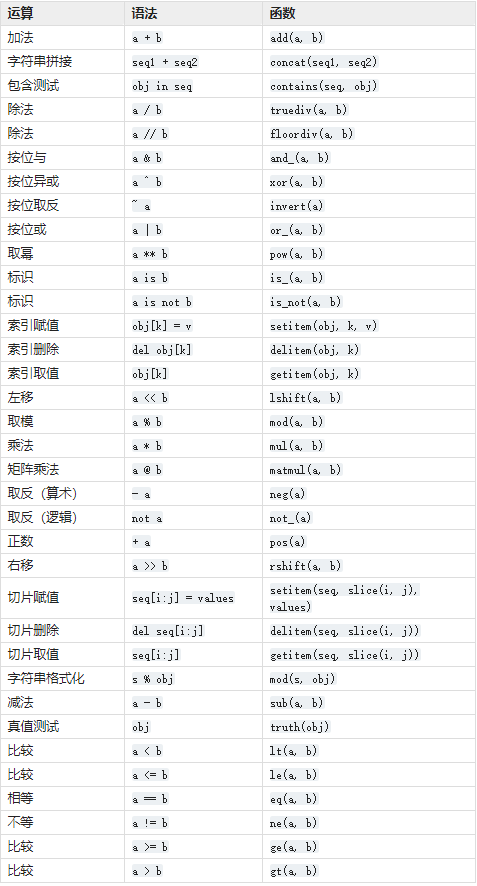 运算 语法 函数
加法 a + b add(a, b)
字符串拼接 seq1 + seq2 concat(seq1, seq2)
包含测试 obj in seq contains(seq, obj)
除法 a / b truediv(a, b)
除法 a // b floordiv(a, b)
按位与 a & b and_(a, b)
按位异或 a ^ b xor(a, b)
按位取反 ~ a invert(a)
按位或 a | b or_(a, b)
取幂 a ** b pow(a, b)
标识 a is b is_(a, b)
标识 a is not b is_not(a, b)
索引赋值 obj[k] = v setitem(obj, k, v)
索引删除 del obj[k] delitem(obj, k)
索引取值 obj[k] getitem(obj, k)
左移 a << b lshift(a, b)
取模 a % b mod(a, b)
乘法 a * b mul(a, b)
矩阵乘法 a @ b matmul(a, b)
取反（算术） - a neg(a)
取反（逻辑） not a not_(a)
正数 + a pos(a)
右移 a >> b rshift(a, b)
切片赋值 seq[i:j] = values setitem(seq, slice(i, j),
values)
切片删除 del seq[i:j] delitem(seq, slice(i, j))
切片取值 seq[i:j] getitem(seq, slice(i, j))
字符串格式化 s % obj mod(s, obj)
减法 a - b sub(a, b)
真值测试 obj truth(obj)
比较 a < b lt(a, b)
比较 a <= b le(a, b)
相等 a == b eq(a, b)
不等 a != b ne(a, b)
比较 a >= b ge(a, b)
比较 a > b gt(a, b)